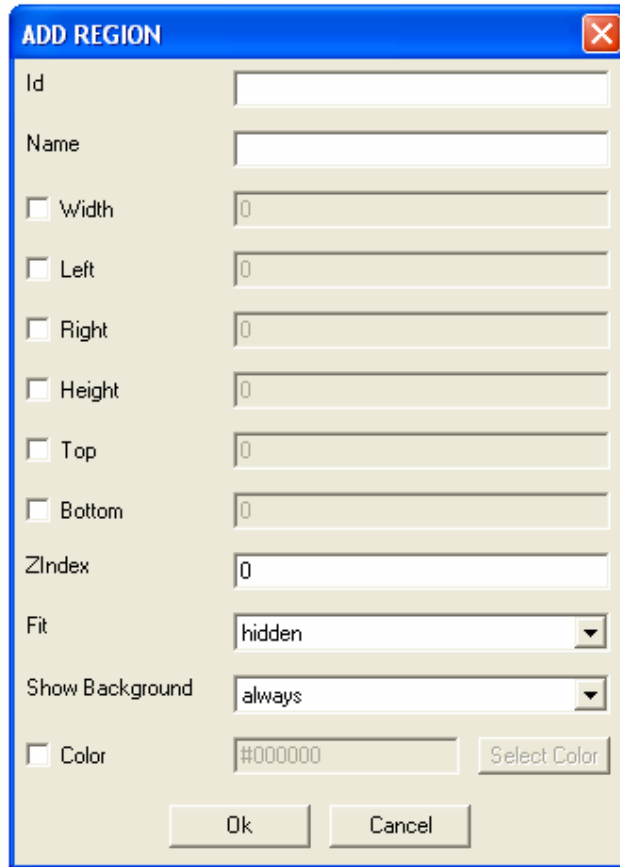 ADD REGION
Id
Name
Width 0
Left 0
Right 0
Height 0
Top 0
Bottom 0
ZIndex 0
Fit hidden
Show Background always
Color #000000 Select Color
Ok Cancel